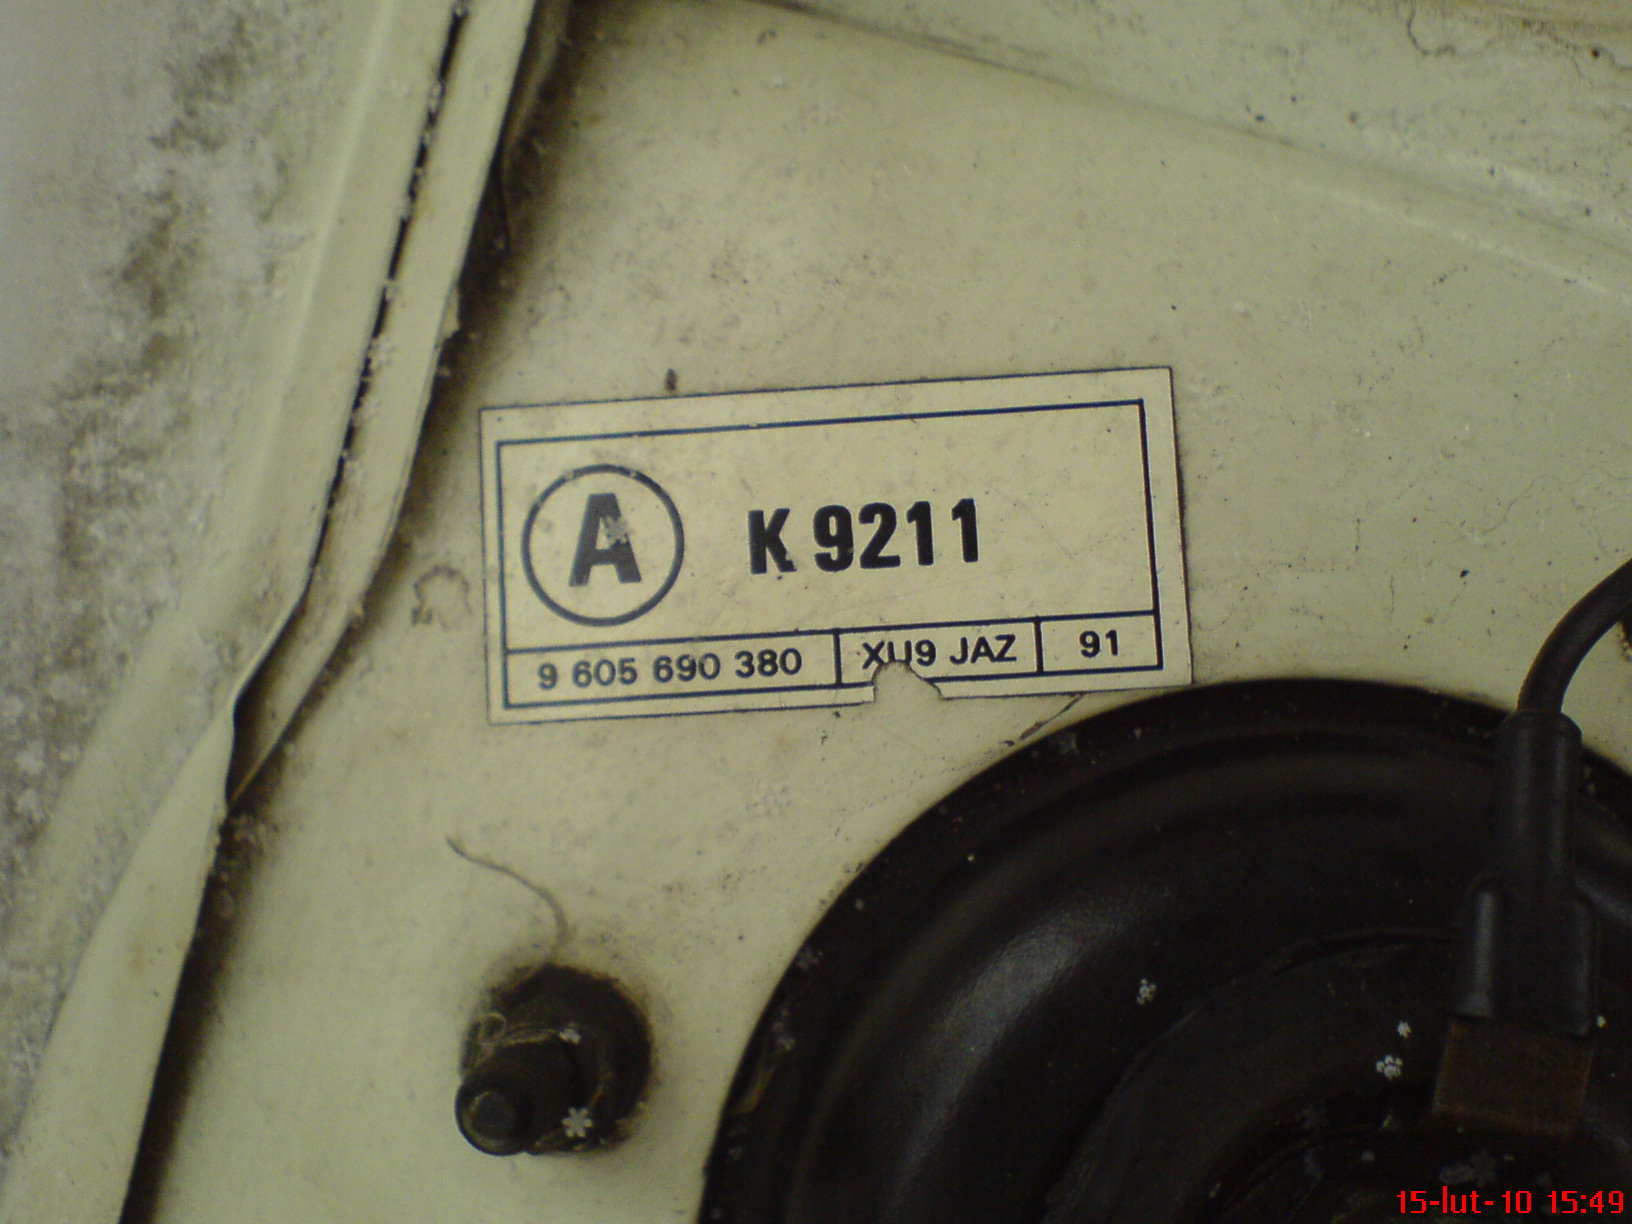 A K 9211
9 605 690 380 XU9 JAZ 91
15-lut-10 15:49